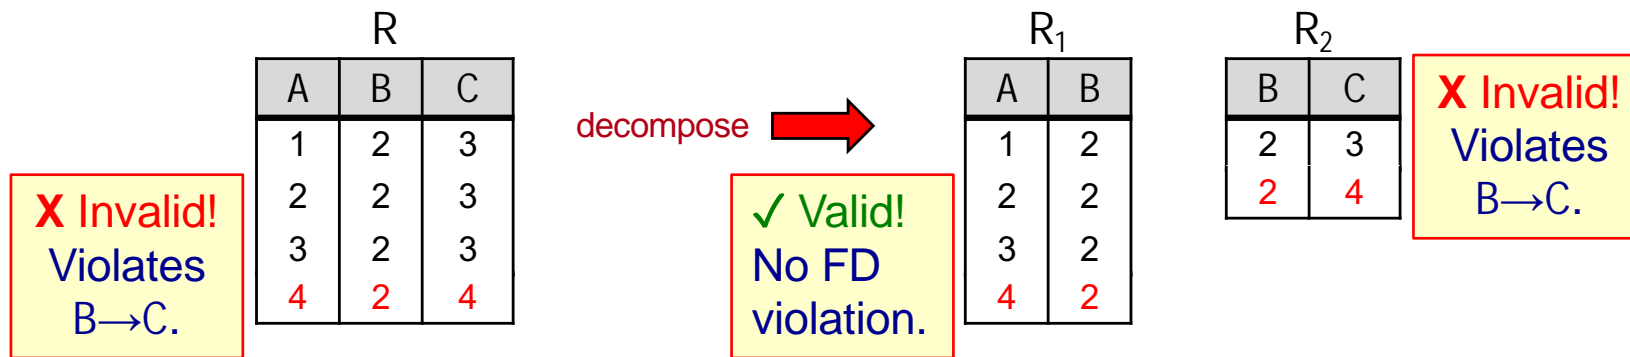 R
A B C
1 2 3
2 2 3
3 2 3
4 2 4
X Invalid!
Violates
B→C.
decompose
R₁
A B
1 2
2 2
3 2
4 2
✓ Valid!
No FD
violation.
R₂
B C
2 3
2 4
X Invalid!
Violates
B→C.